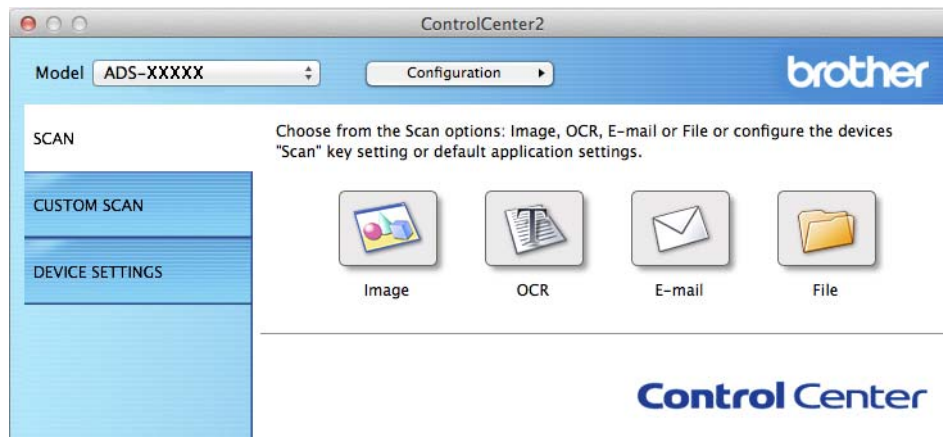 ControlCenter2
Model ADS-XXXXX Configuration brother
SCAN
Choose from the Scan options: Image, OCR, E-mail or File or configure the devices
"Scan" key setting or default application settings.
CUSTOM SCAN
DEVICE SETTINGS
Image OCR E-mail File
Control Center